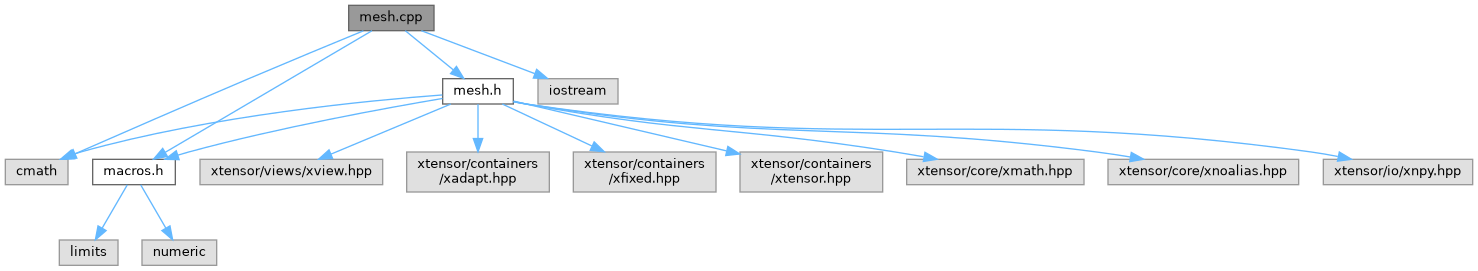 mesh.cpp
mesh.h
iostream
cmath
macros.h
xtensor/views/xview.hpp
xtensor/containers
/xadapt.hpp
xtensor/containers
/xfixed.hpp
xtensor/containers
/xtensor.hpp
xtensor/core/xmath.hpp
xtensor/core/xnoalias.hpp
xtensor/io/xnpy.hpp
limits
numeric